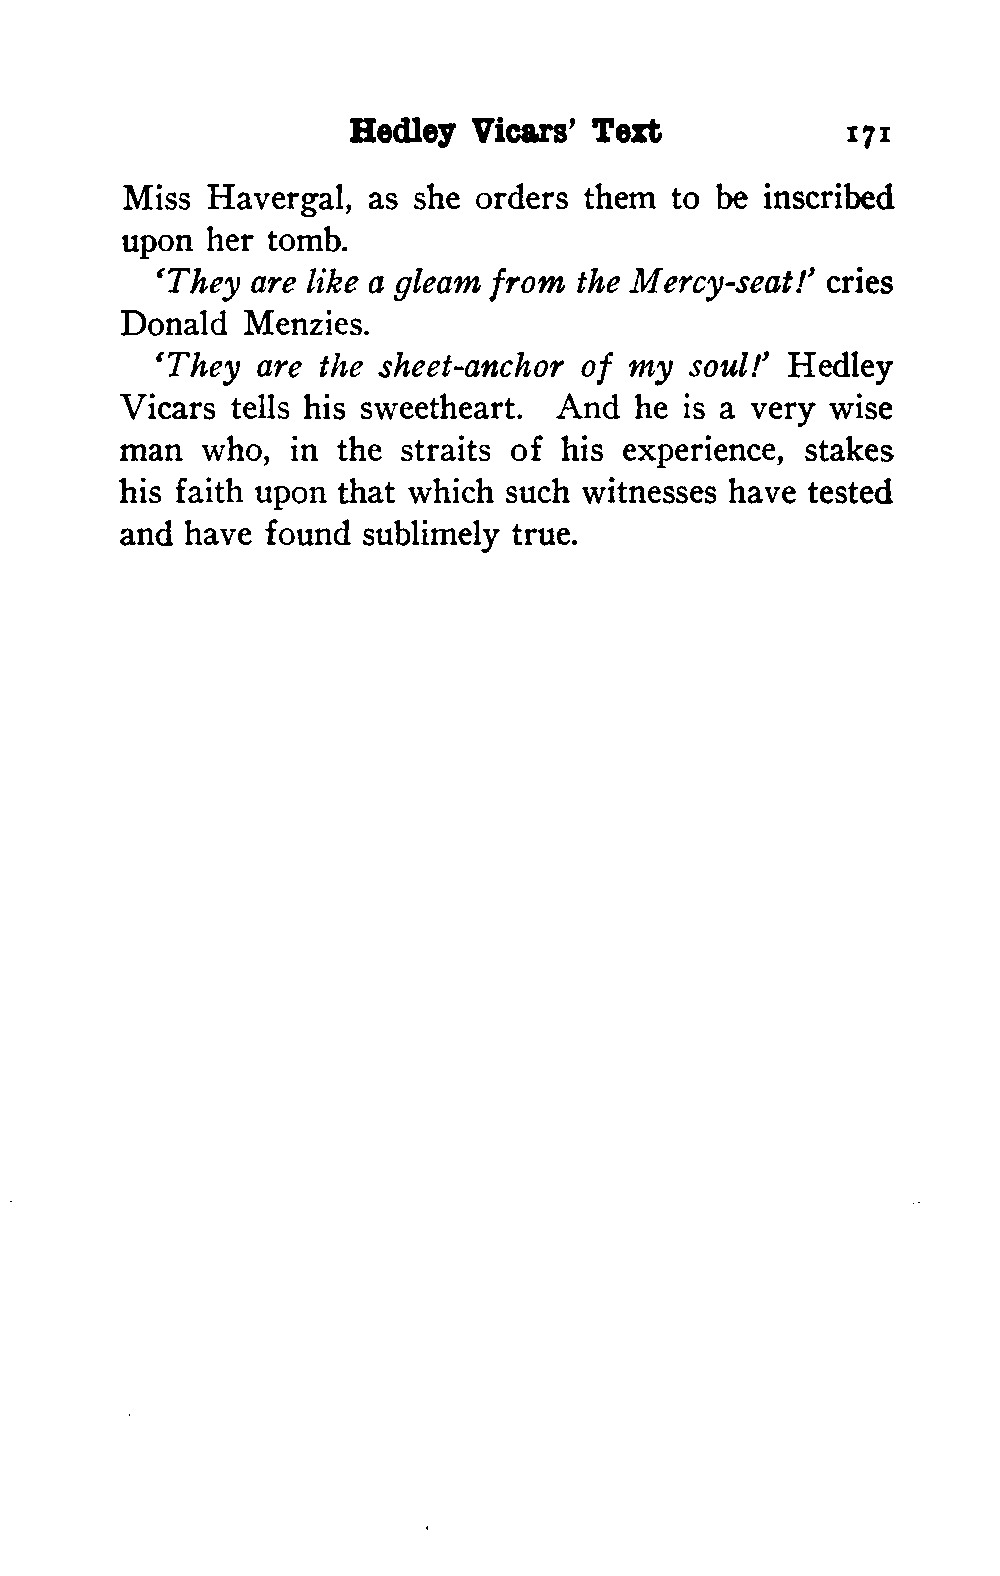 Hedley Vicars' Text 171
Miss Havergal, as she orders them to be inscribed
upon her tomb.
'They are like a gleam from the Mercy-seat!' cries
Donald Menzies.
'They are the sheet-anchor of my soul!' Hedley
Vicars tells his sweetheart. And he is a very wise
man who, in the straits of his experience, stakes
his faith upon that which such witnesses have tested
and have found sublimely true.